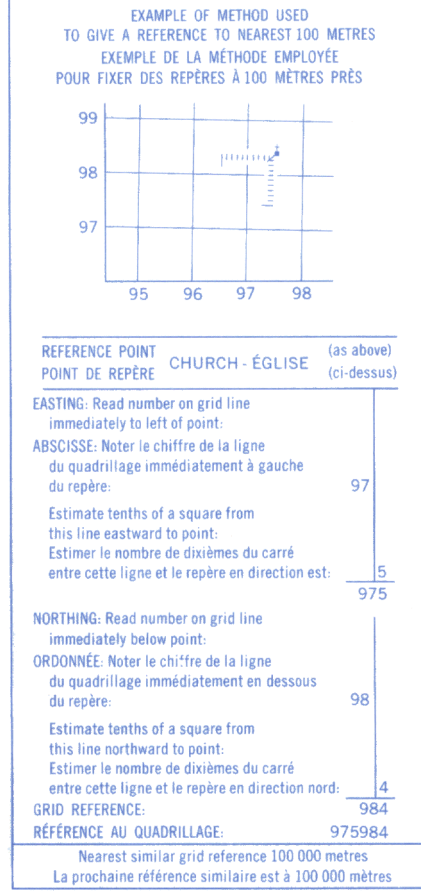 EXAMPLE OF METHOD USED
TO GIVE A REFERENCE TO NEAREST 100 METRES
EXEMPLE DE LA MÉTHODE EMPLOYÉE
POUR FIXER DES REPÈRES À 100 MÈTRES PRÈS
99
98
97
95 96 97 98
REFERENCE POINT
POINT DE REPÈRE
CHURCH - ÉGLISE
(as above)
(ci-dessus)
EASTING: Read number on grid line
immediately to left of point:
ABSCISSE: Noter le chiffre de la ligne
du quadrillage immédiatement à gauche
du repère: 97
Estimate tenths of a square from
this line eastward to point:
Estimer le nombre de dixièmes du carré
entre cette ligne et le repère en direction est: 5
975
NORTHING: Read number on grid line
immediately below point:
ORDONNÉE: Noter le chiffre de la ligne
du quadrillage immédiatement en dessous
du repère: 98
Estimate tenths of a square from
this line northward to point:
Estimer le nombre de dixièmes du carré
entre cette ligne et le repère en direction nord: 4
GRID REFERENCE: 984
RÉFÉRENCE AU QUADRILLAGE: 975984
Nearest similar grid reference 100 000 metres
La prochaine référence similaire est à 100 000 mètres